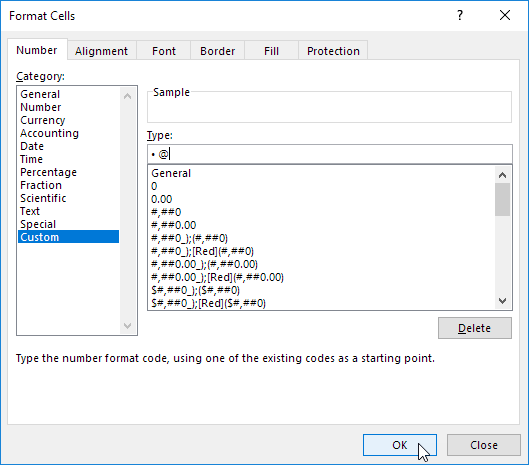 Format Cells
?
Number Alignment Font Border Fill Protection
Category:
General
Number
Currency
Accounting
Date
Time
Percentage
Fraction
Scientific
Text
Special
Custom
Sample
Type:
• @
General
0
0.00
#,##0
#,##0.00
#,##0_);(#,##0)
#,##0_);[Red](#,##0)
#,##0.00_);(#,##0.00)
#,##0.00_);[Red](#,##0.00)
$#,##0_);($#,##0)
$#,##0_);[Red]($#,##0)
Delete
Type the number format code, using one of the existing codes as a starting point.
OK Close